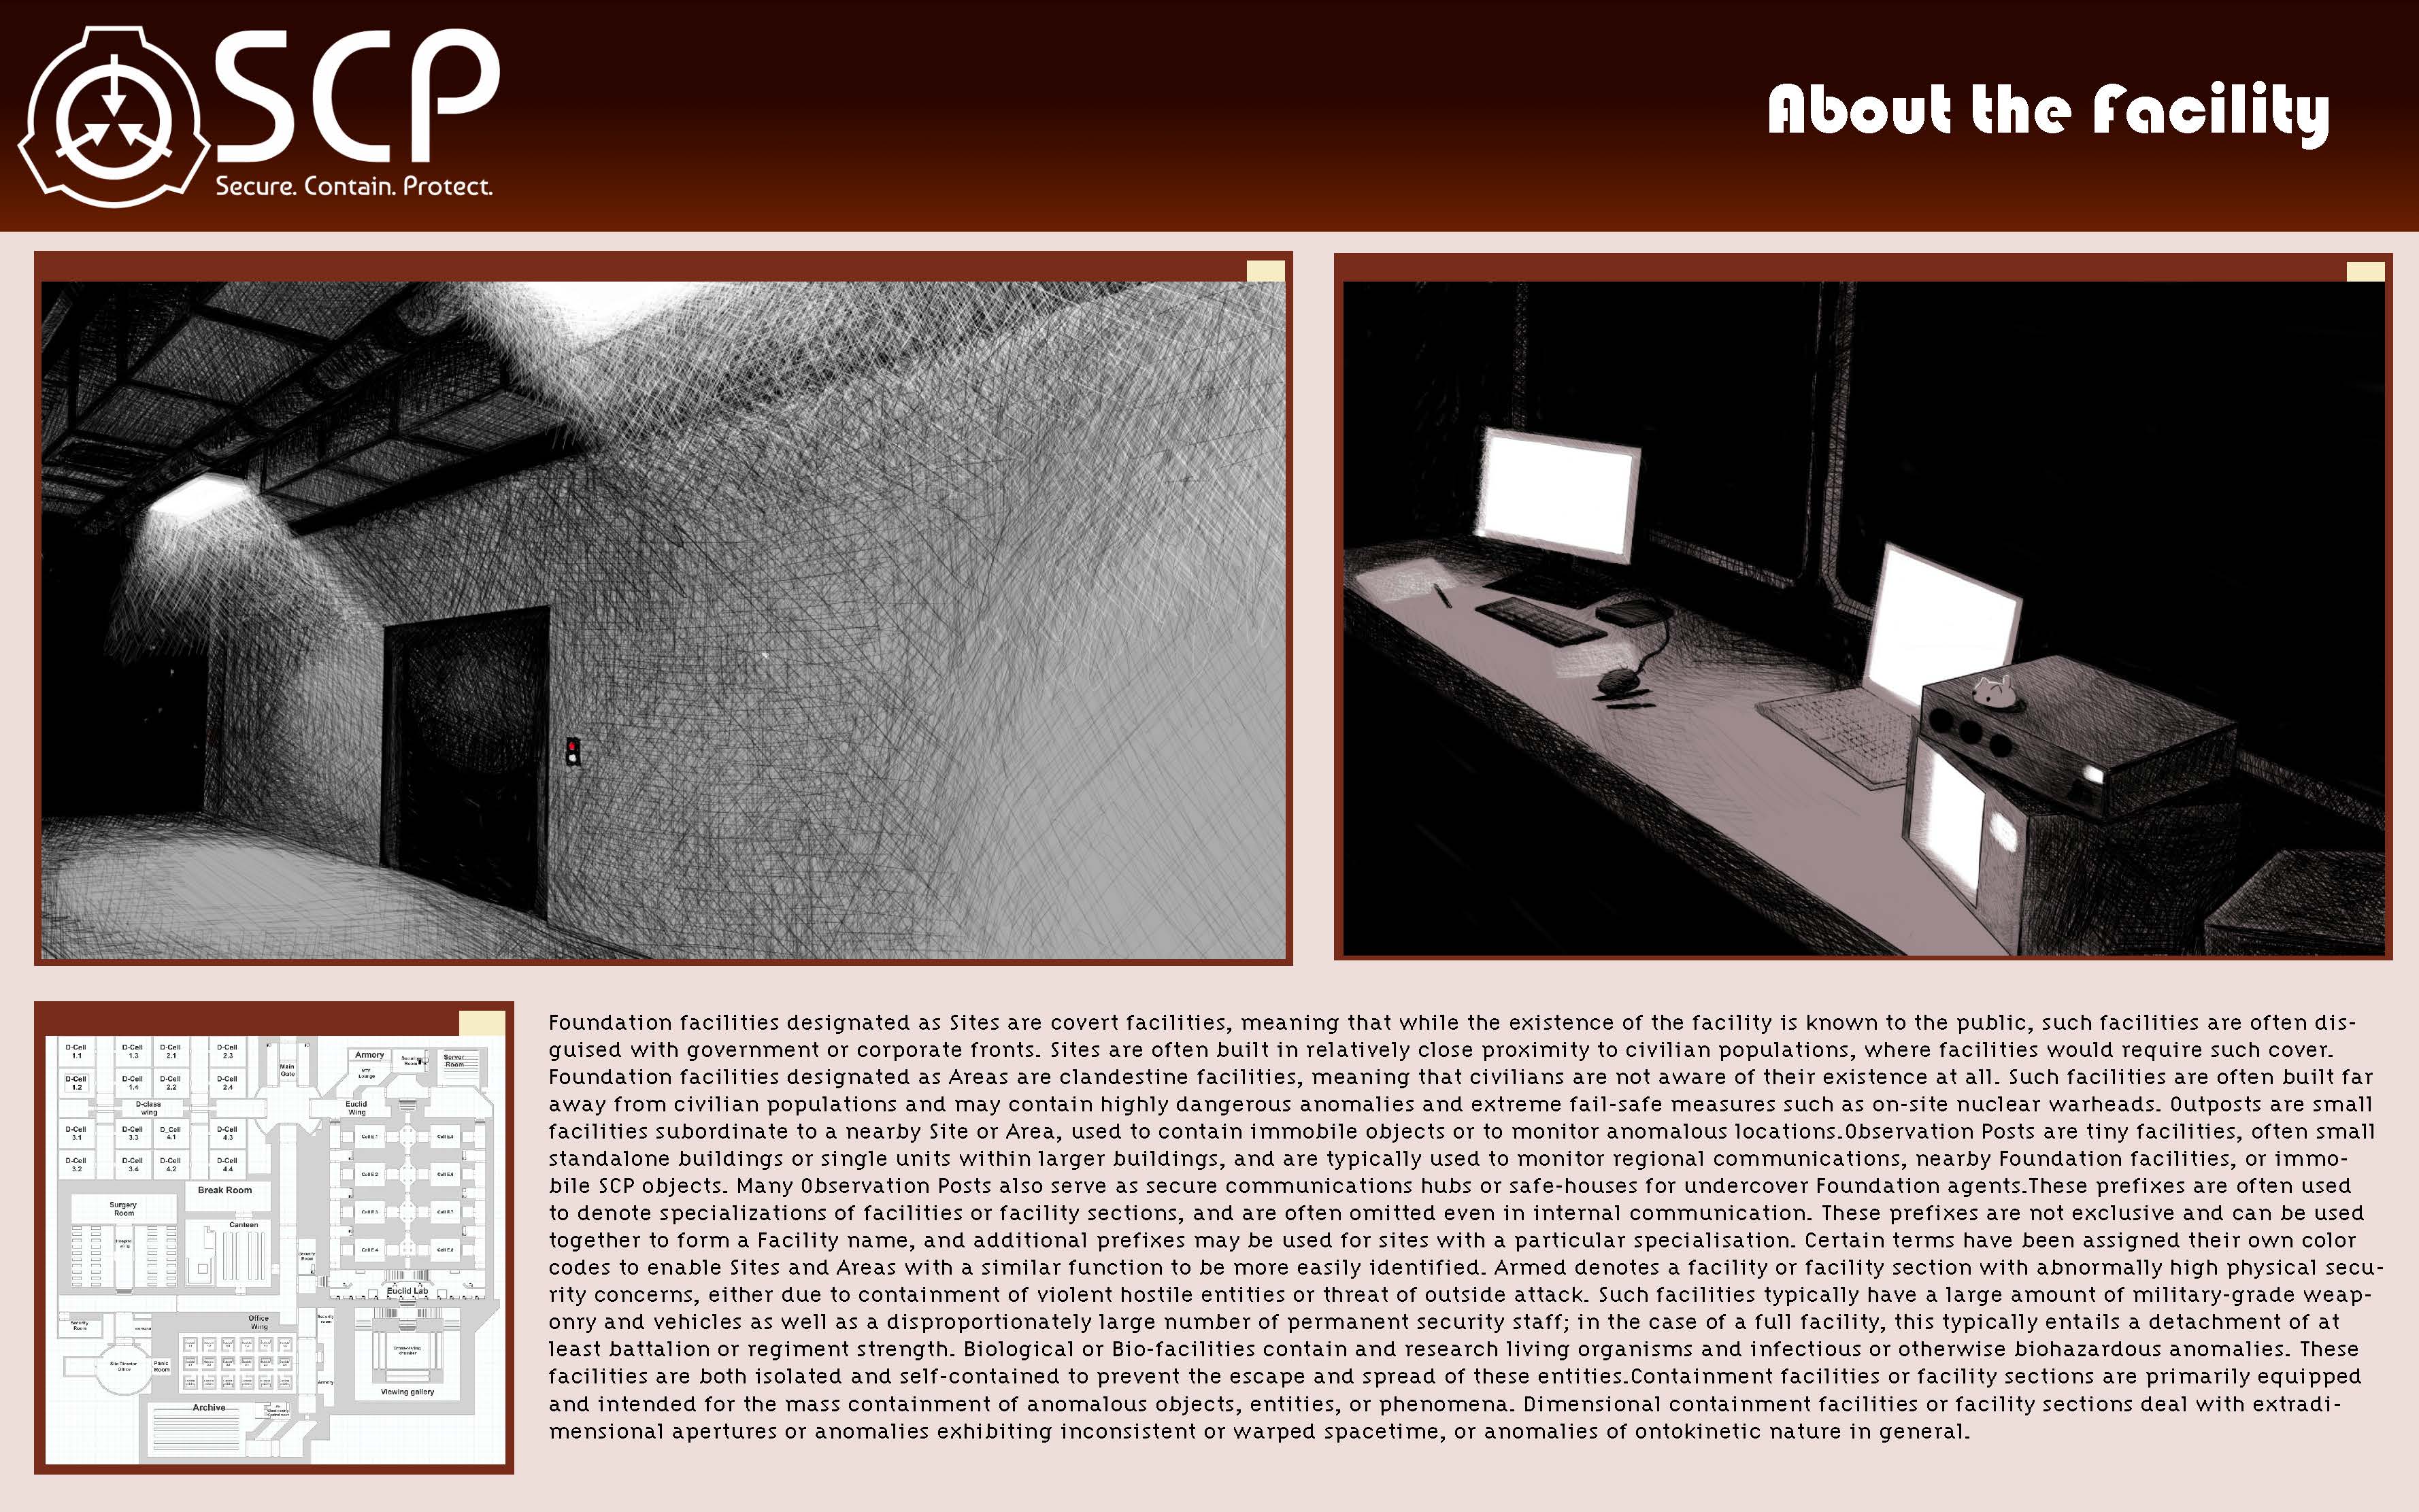 SCP
Secure. Contain. Protect.
About the Facility
D-Cell 1.1
D-Cell 1.3
D-Cell 2.1
D-Cell 2.3
D-Cell 1.2
D-Cell 1.4
D-Cell 2.2
D-Cell 2.4
D-class wing
D-Cell 3.1
D-Cell 3.3
D_Cell 4.1
D-Cell 4.3
D-Cell 3.2
D-Cell 3.4
D-Cell 4.2
D-Cell 4.4
Main Gate
Armory
Lounge
Server Room
Euclid Wing
Break Room
Surgery Room
Canteen
Euclid Lab
Office Wing
Security Room
Site Director Office
Panic Room
Armory
Viewing gallery
Archive
Foundation facilities designated as Sites are covert facilities, meaning that while the existence of the facility is known to the public, such facilities are often dis-
guised with government or corporate fronts. Sites are often built in relatively close proximity to civilian populations, where facilities would require such cover.
Foundation facilities designated as Areas are clandestine facilities, meaning that civilians are not aware of their existence at all. Such facilities are often built far
away from civilian populations and may contain highly dangerous anomalies and extreme fail-safe measures such as on-site nuclear warheads. Outposts are small
facilities subordinate to a nearby Site or Area, used to contain immobile objects or to monitor anomalous locations.Observation Posts are tiny facilities, often small
standalone buildings or single units within larger buildings, and are typically used to monitor regional communications, nearby Foundation facilities, or immo-
bile SCP objects. Many Observation Posts also serve as secure communications hubs or safe-houses for undercover Foundation agents.These prefixes are often used
to denote specializations of facilities or facility sections, and are often omitted even in internal communication. These prefixes are not exclusive and can be used
together to form a Facility name, and additional prefixes may be used for sites with a particular specialisation. Certain terms have been assigned their own color
codes to enable Sites and Areas with a similar function to be more easily identified. Armed denotes a facility or facility section with abnormally high physical secu-
rity concerns, either due to containment of violent hostile entities or threat of outside attack. Such facilities typically have a large amount of military-grade weap-
onry and vehicles as well as a disproportionately large number of permanent security staff; in the case of a full facility, this typically entails a detachment of at
least battalion or regiment strength. Biological or Bio-facilities contain and research living organisms and infectious or otherwise biohazardous anomalies. These
facilities are both isolated and self-contained to prevent the escape and spread of these entities.Containment facilities or facility sections are primarily equipped
and intended for the mass containment of anomalous objects, entities, or phenomena. Dimensional containment facilities or facility sections deal with extradi-
mensional apertures or anomalies exhibiting inconsistent or warped spacetime, or anomalies of ontokinetic nature in general.